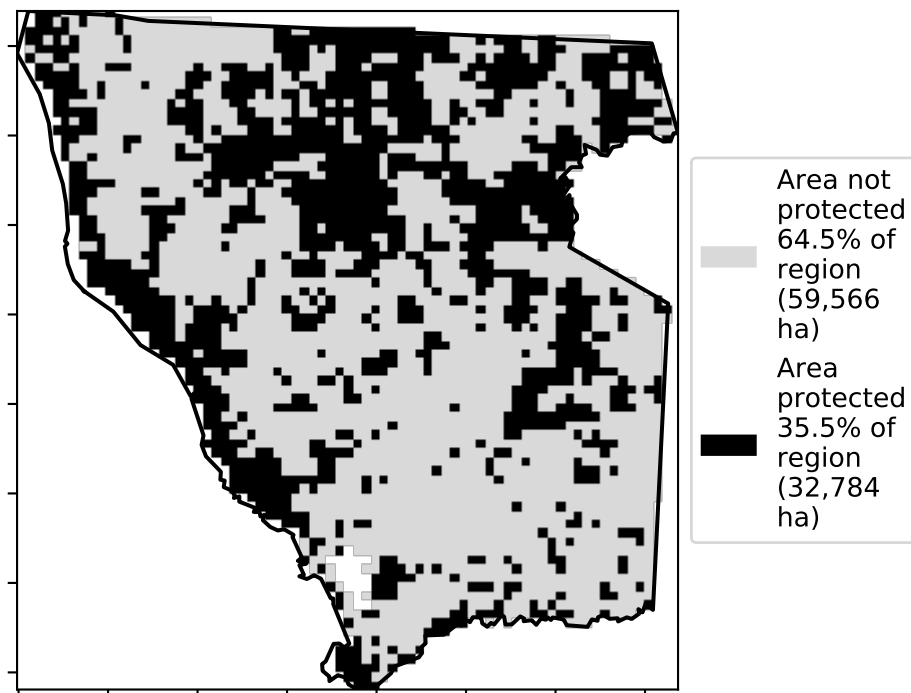 Area not
protected
64.5% of
region
(59,566
ha)
Area
protected
35.5% of
region
(32,784
ha)